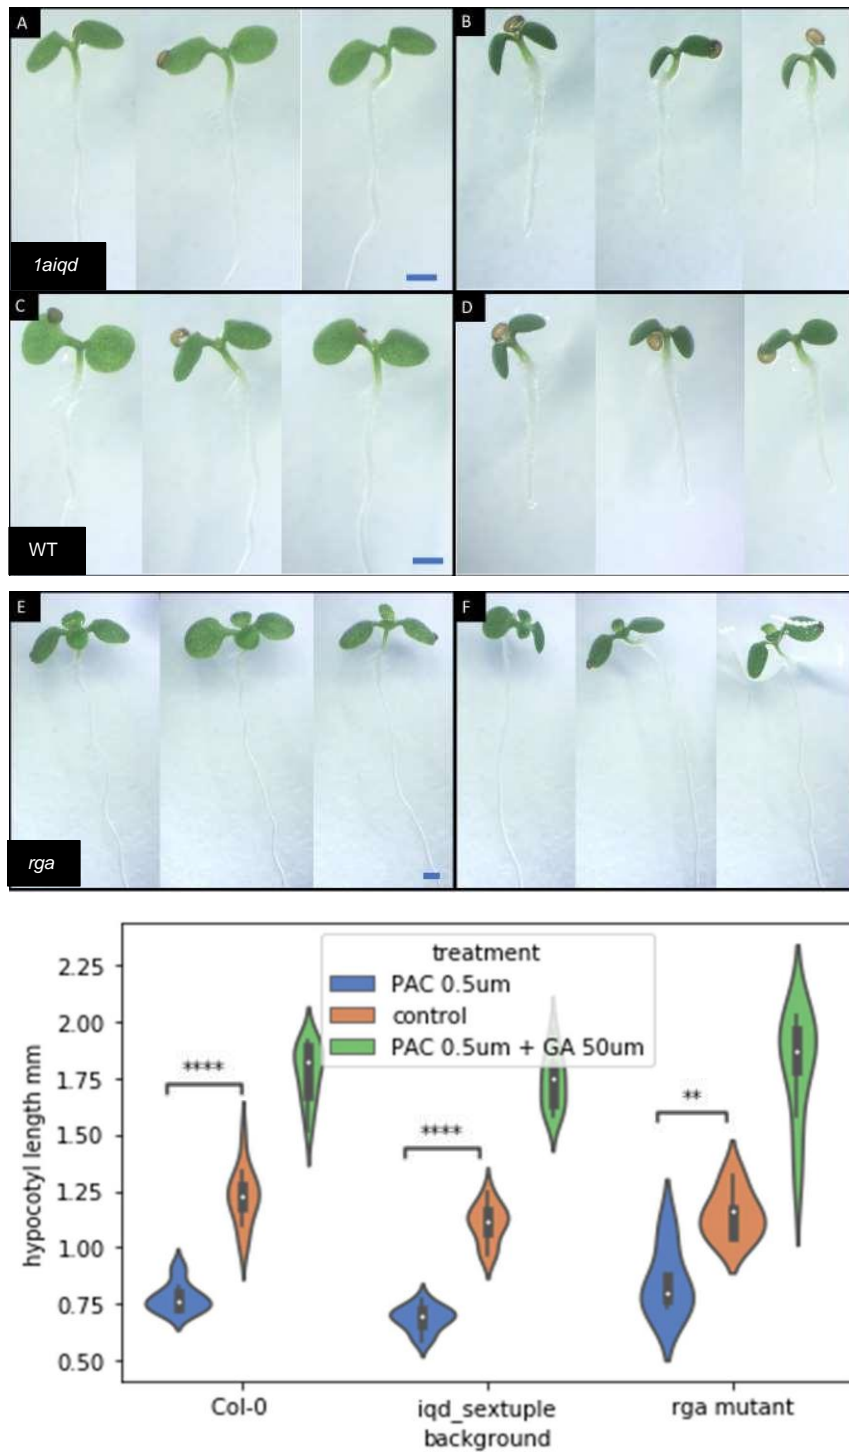 A
B
1aiqd
C
D
WT
E
F
rga
treatment
PAC 0.5um
control
PAC 0.5um + GA 50um
hypocotyl length mm
2.25
2.00
1.75
1.50
1.25
1.00
0.75
0.50
****
****
**
Col-0
iqd_sextuple
rga mutant
background